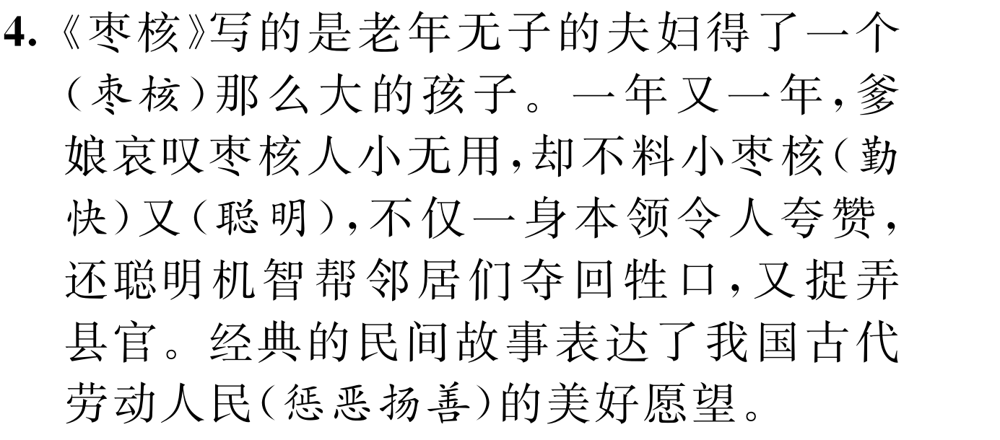 4. 《枣核》写的是老年无子的夫妇得了一个
(枣核)那么大的孩子。一年又一年,爹
娘哀叹枣核人小无用,却不料小枣核(勤
快)又(聪明),不仅一身本领令人夸赞,
还聪明机智帮邻居们夺回牲口,又捉弄
县官。经典的民间故事表达了我国古代
劳动人民(惩恶扬善)的美好愿望。